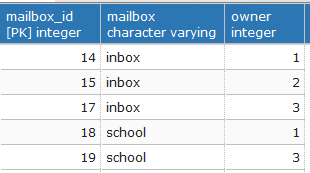 mailbox_id mailbox owner
[PK] integer character varying integer
14 inbox 1
15 inbox 2
17 inbox 3
18 school 1
19 school 3